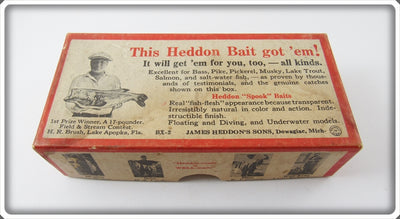 This Heddon Bait got 'em!
It will get 'em for you, too, — all kinds.
Excellent for Bass, Pike, Pickerel, Musky, Lake Trout,
Salmon, and salt-water fish, — as proven by thous-
ands of testimonials, and the genuine catches
shown on this box.
Heddon "Spook" Baits
Real "fish-flesh" appearance because transparent.
Irresistibly natural in color and action. Inde-
structible finish.
Floating and Diving, and Underwater models.
1st Prize Winner, A 17-pounder,
Field & Stream Contest.
H. N. Brush, Lake Apopka, Fla.
JAMES HEDDON'S SONS, Dowagiac, Mich.